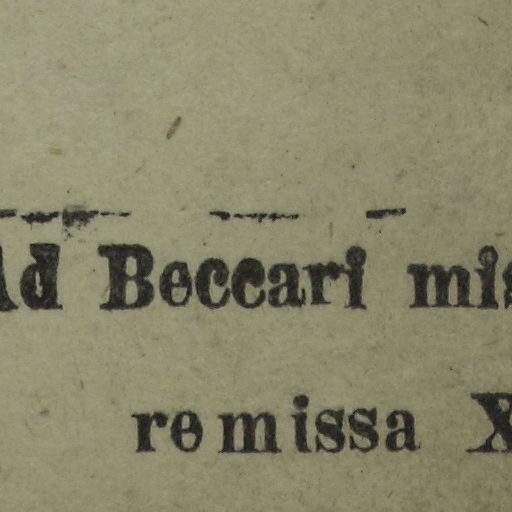 Ad Beccari mis
remissa X